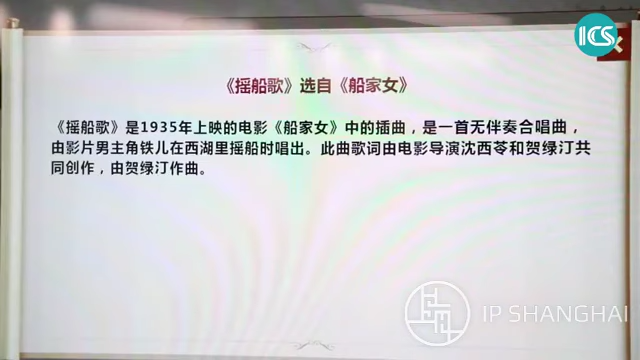 ICS
《摇船歌》选自《船家女》
《摇船歌》是1935年上映的电影《船家女》中的插曲，是一首无伴奏合唱曲，
由影片男主角铁儿在西湖里摇船时唱出。此曲歌词由电影导演沈西苓和贺绿汀共
同创作，由贺绿汀作曲。
IP SHANGHAI